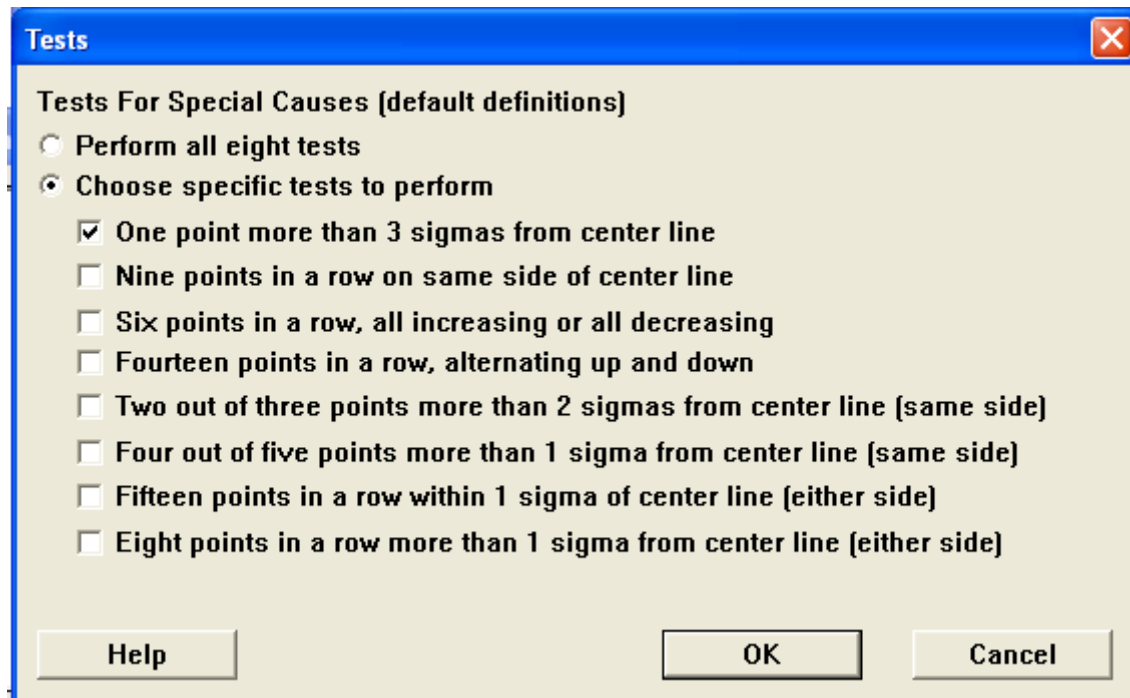 Tests
Tests For Special Causes (default definitions)
Perform all eight tests
Choose specific tests to perform
One point more than 3 sigmas from center line
Nine points in a row on same side of center line
Six points in a row, all increasing or all decreasing
Fourteen points in a row, alternating up and down
Two out of three points more than 2 sigmas from center line (same side)
Four out of five points more than 1 sigma from center line (same side)
Fifteen points in a row within 1 sigma of center line (either side)
Eight points in a row more than 1 sigma from center line (either side)
Help OK Cancel